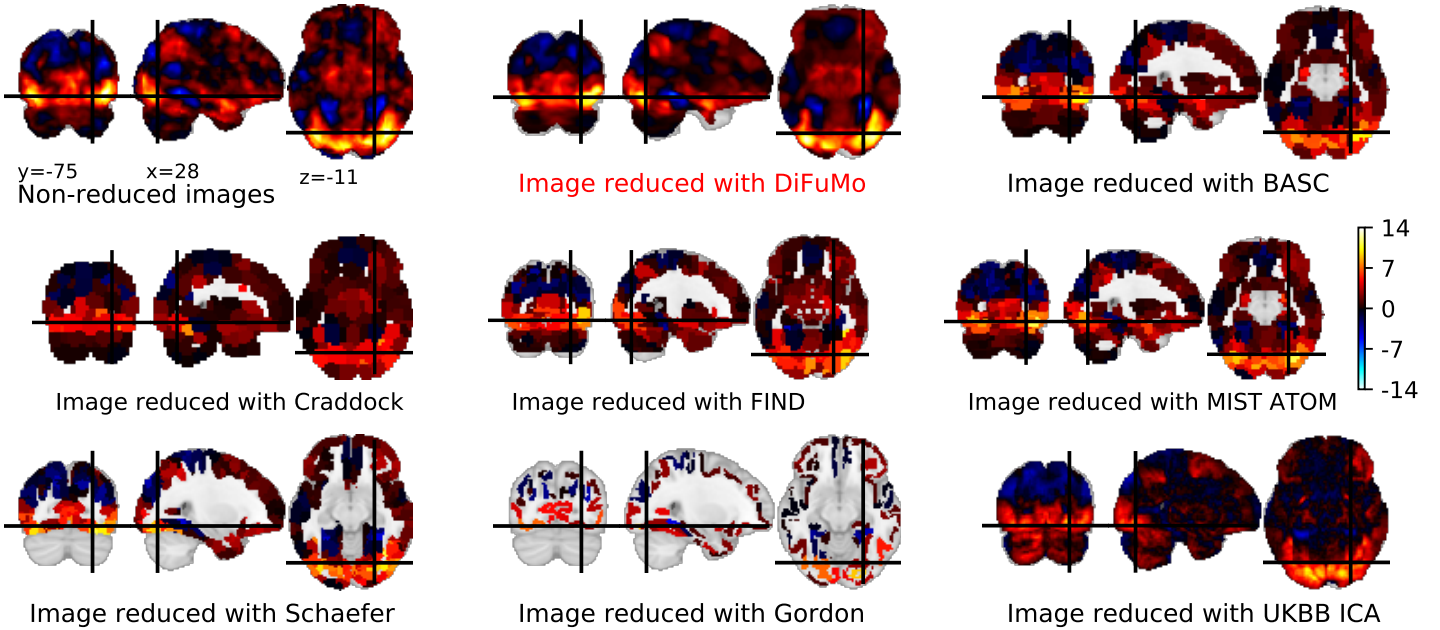 y=-75 x=28 z=-11
Non-reduced images
Image reduced with DiFuMo
Image reduced with BASC
14
7
0
-7
-14
Image reduced with Craddock
Image reduced with FIND
Image reduced with MIST ATOM
Image reduced with Schaefer
Image reduced with Gordon
Image reduced with UKBB ICA